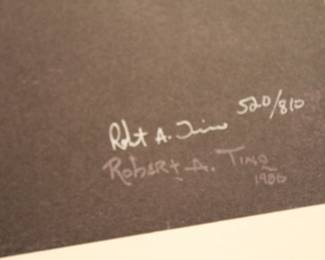 520/810
Robt A. Tino
Robert A. Tino
1986